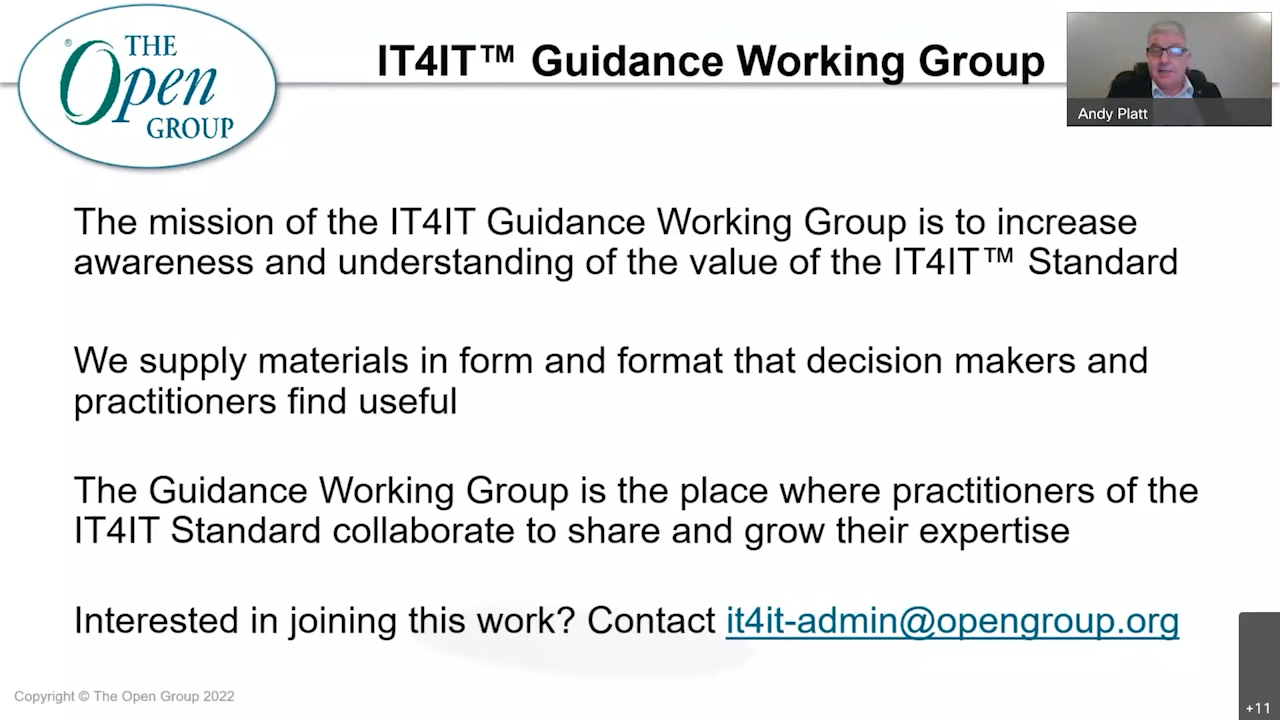 ® THE
Open
GROUP
IT4IT™ Guidance Working Group
Andy Platt
The mission of the IT4IT Guidance Working Group is to increase
awareness and understanding of the value of the IT4IT™ Standard
We supply materials in form and format that decision makers and
practitioners find useful
The Guidance Working Group is the place where practitioners of the
IT4IT Standard collaborate to share and grow their expertise
Interested in joining this work? Contact it4it-admin@opengroup.org
Copyright © The Open Group 2022
+11